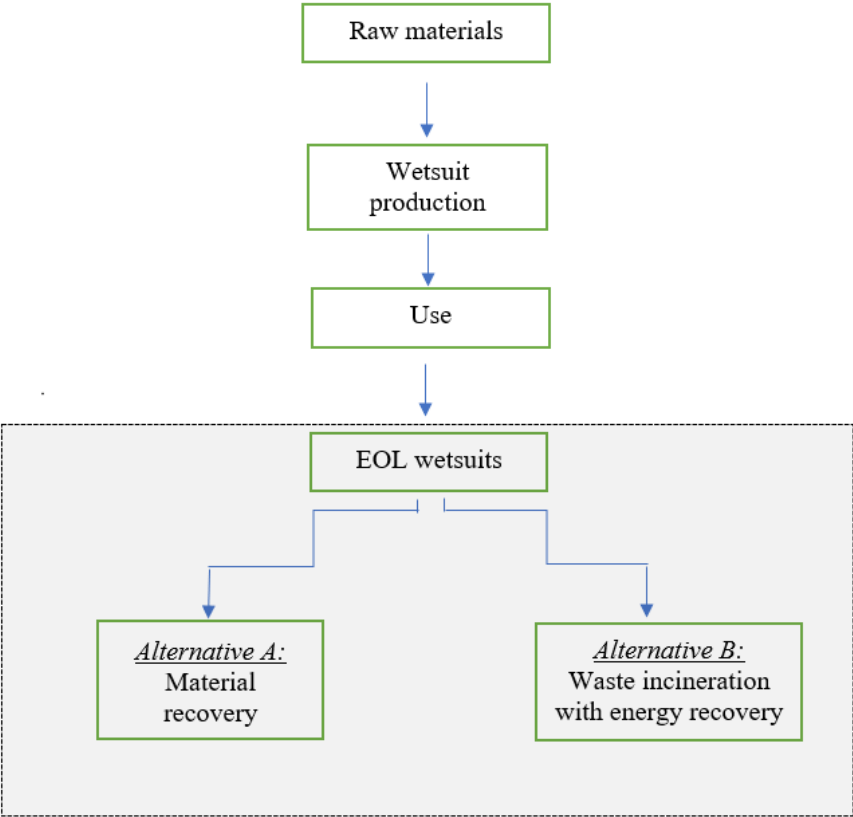 Raw materials
Wetsuit
production
Use
EOL wetsuits
Alternative A:
Material
recovery
Alternative B:
Waste incineration
with energy recovery